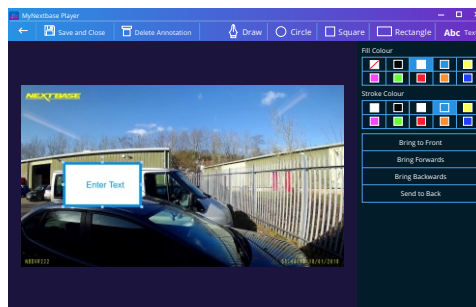 MyNextbase Player
Save and Close
Delete Annotation
Draw
Circle
Square
Rectangle
Abc Tex
Fill Colour
Stroke Colour
NEXTBASE
Enter Text
Bring to Front
Bring Forwards
Bring Backwards
Send to Back